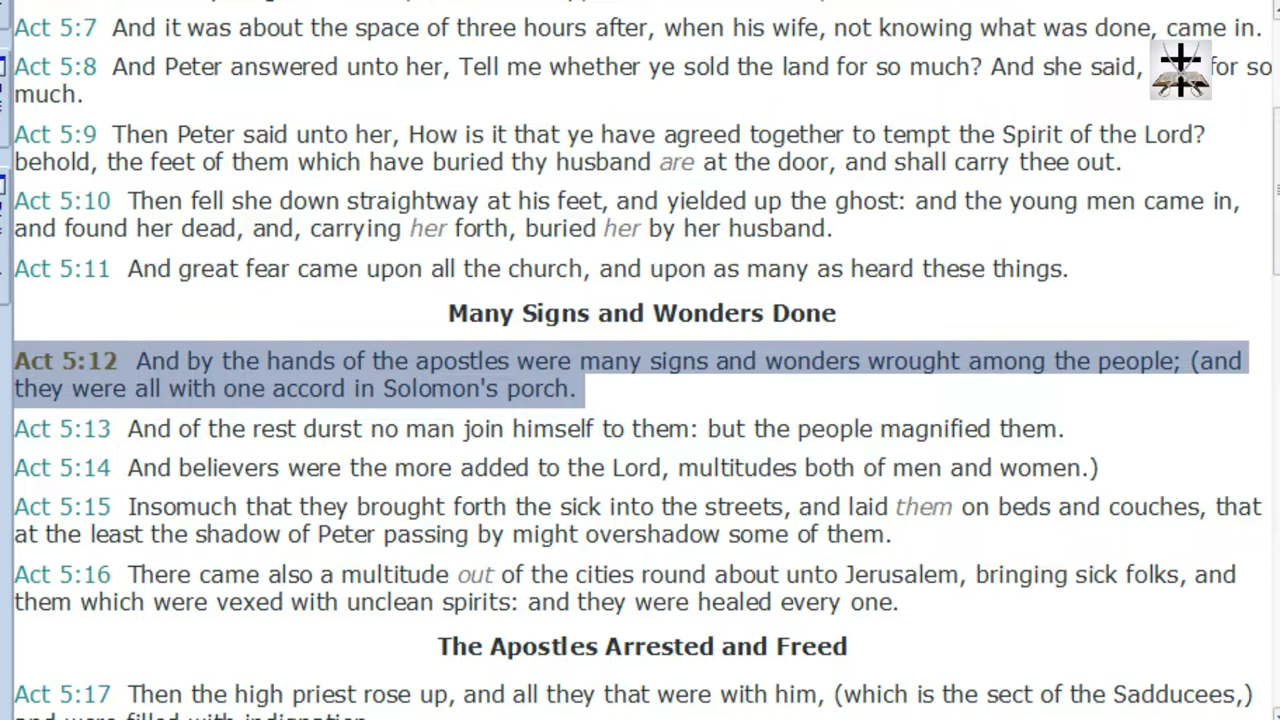 Act 5:7 And it was about the space of three hours after, when his wife, not knowing what was done, came in.
Act 5:8 And Peter answered unto her, Tell me whether ye sold the land for so much? And she said, for so
much.
Act 5:9 Then Peter said unto her, How is it that ye have agreed together to tempt the Spirit of the Lord?
behold, the feet of them which have buried thy husband are at the door, and shall carry thee out.
Act 5:10 Then fell she down straightway at his feet, and yielded up the ghost: and the young men came in,
and found her dead, and, carrying her forth, buried her by her husband.
Act 5:11 And great fear came upon all the church, and upon as many as heard these things.
Many Signs and Wonders Done
Act 5:12 And by the hands of the apostles were many signs and wonders wrought among the people; (and
they were all with one accord in Solomon's porch.
Act 5:13 And of the rest durst no man join himself to them: but the people magnified them.
Act 5:14 And believers were the more added to the Lord, multitudes both of men and women.)
Act 5:15 Insomuch that they brought forth the sick into the streets, and laid them on beds and couches, that
at the least the shadow of Peter passing by might overshadow some of them.
Act 5:16 There came also a multitude out of the cities round about unto Jerusalem, bringing sick folks, and
them which were vexed with unclean spirits: and they were healed every one.
The Apostles Arrested and Freed
Act 5:17 Then the high priest rose up, and all they that were with him, (which is the sect of the Sadducees,)
and were filled with indignation